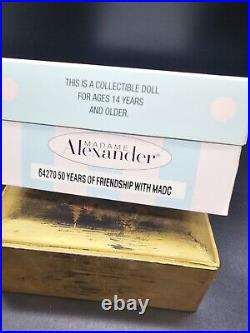 THIS IS A COLLECTIBLE DOLL
FOR AGES 14 YEARS
AND OLDER.
MADAME
Alexander®
64270 50 YEARS OF FRIENDSHIP WITH MADC